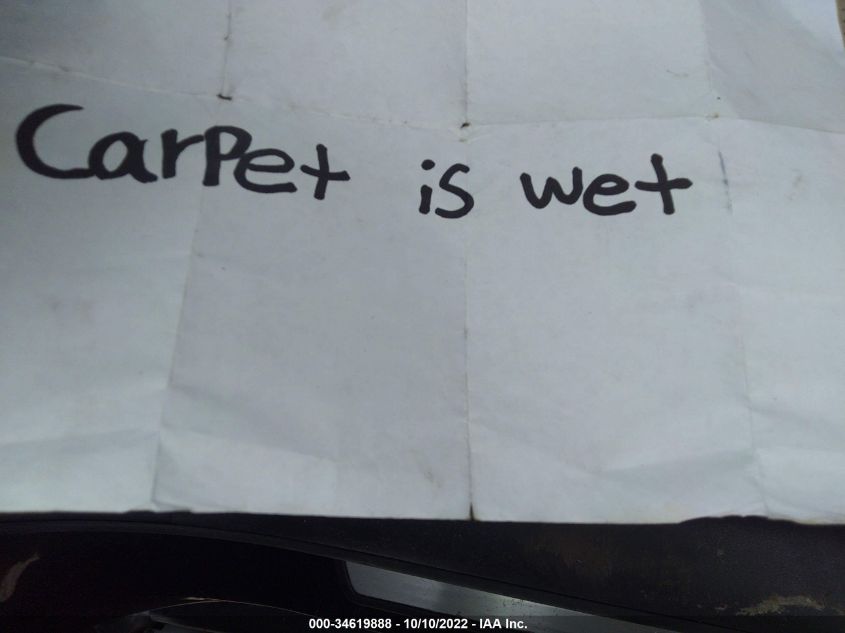 Carpet is wet
000-34619888 - 10/10/2022 - IAA Inc.